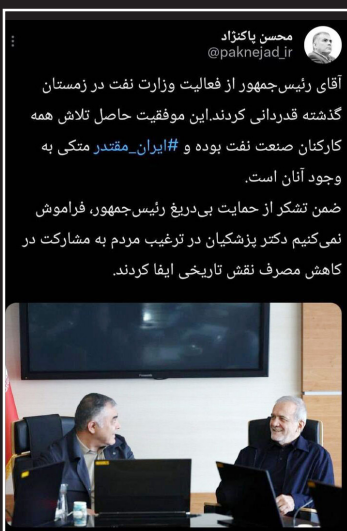 محسن پاکنژاد
@paknejad_ir
آقای رئیس‌جمهور از فعالیت وزارت نفت در زمستان
گذشته قدردانی کردند.این موفقیت حاصل تلاش همه
کارکنان صنعت نفت بوده و #ایران_مقتدر متکی به
وجود آنان است.
ضمن تشکر از حمایت بی‌دریغ رئیس‌جمهور، فراموش
نمی‌کنیم دکتر پزشکیان در ترغیب مردم به مشارکت در
کاهش مصرف نقش تاریخی ایفا کردند.